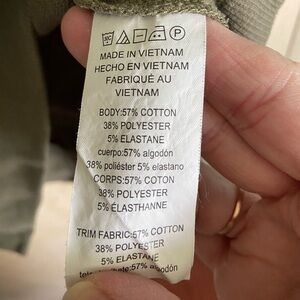 MADE IN VIETNAM
HECHO EN VIETNAM
FABRIQUÉ AU
VIETNAM
BODY:57% COTTON
38% POLYESTER
5% ELASTANE
cuerpo:57% algodón
38% poliéster 5% elastano
CORPS:57% COTON
38% POLYESTER
5% ÉLASTHANNE
TRIM FABRIC:57% COTTON
38% POLYESTER
5% ELASTANE
57% algodón